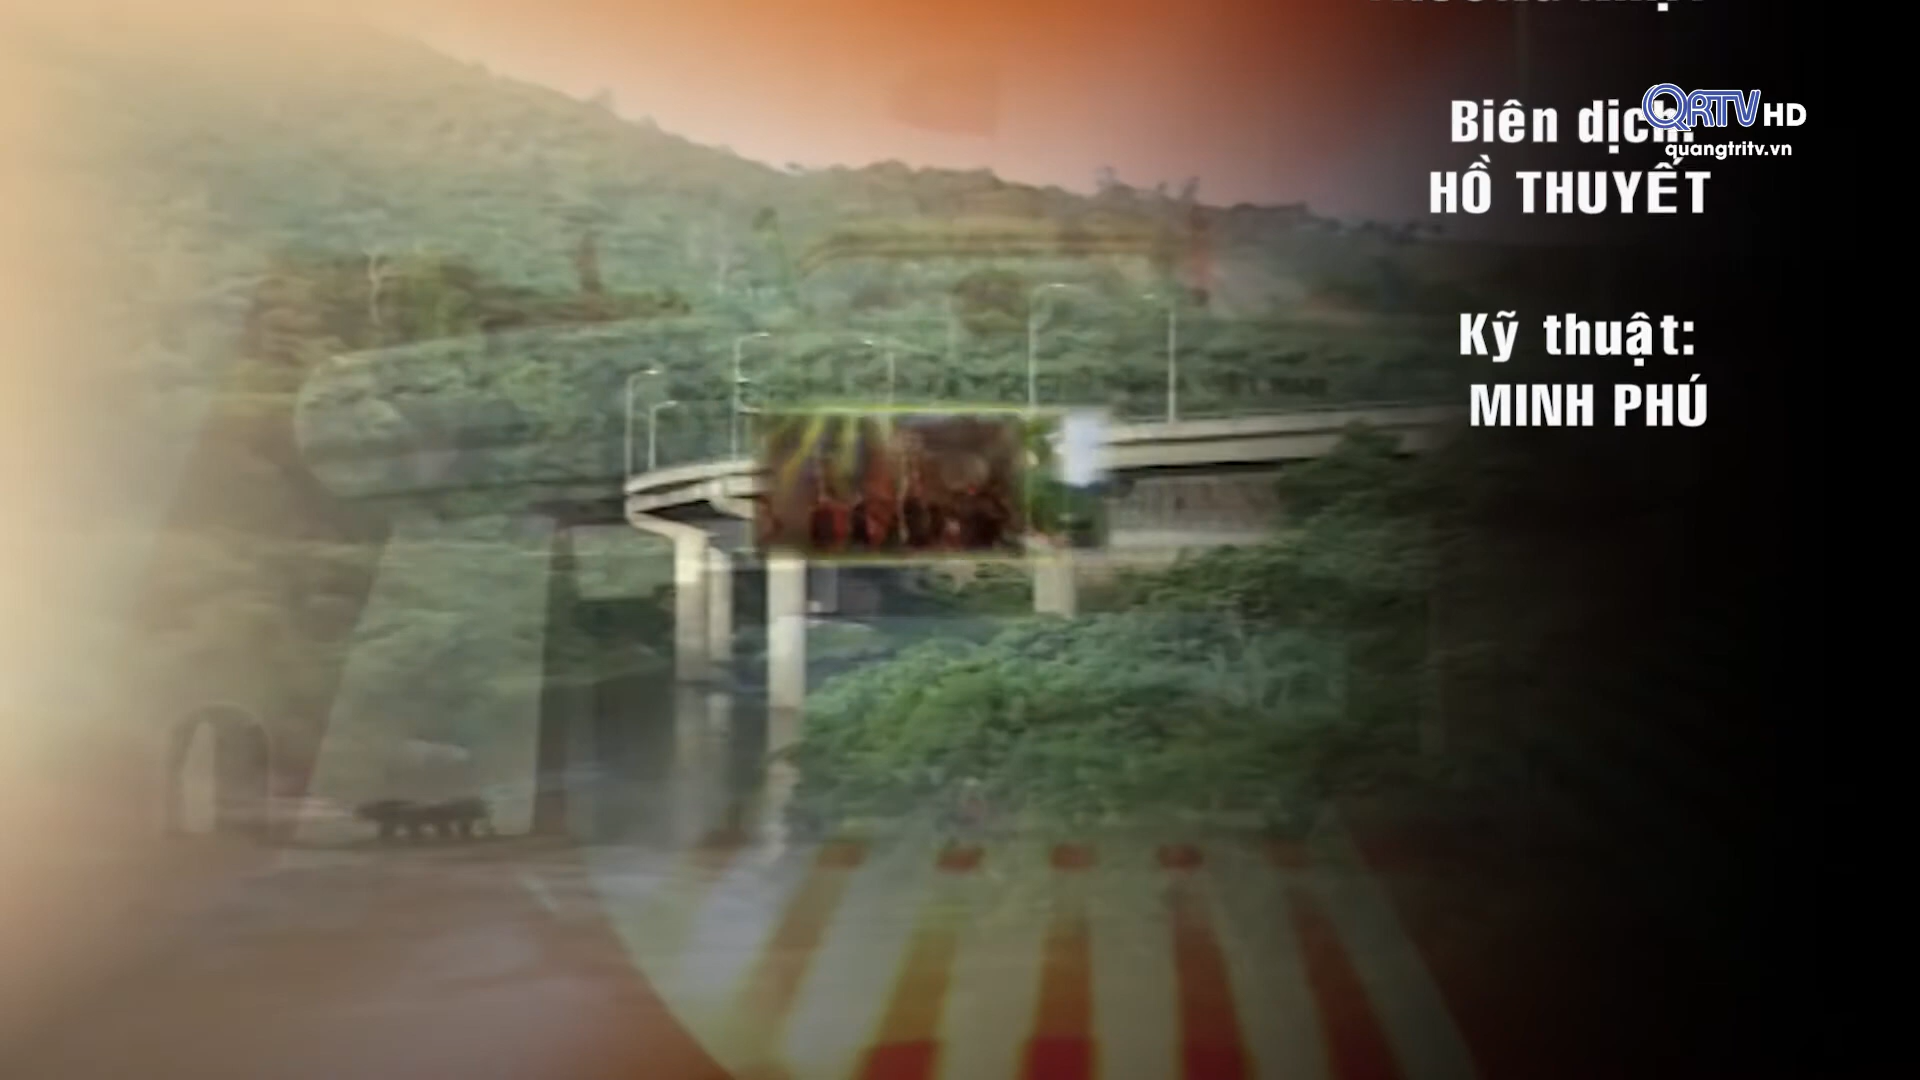 Biên dịch:
QRTV HD
quangtritv.vn
HỒ THUYẾT
Kỹ thuật:
MINH PHÚ